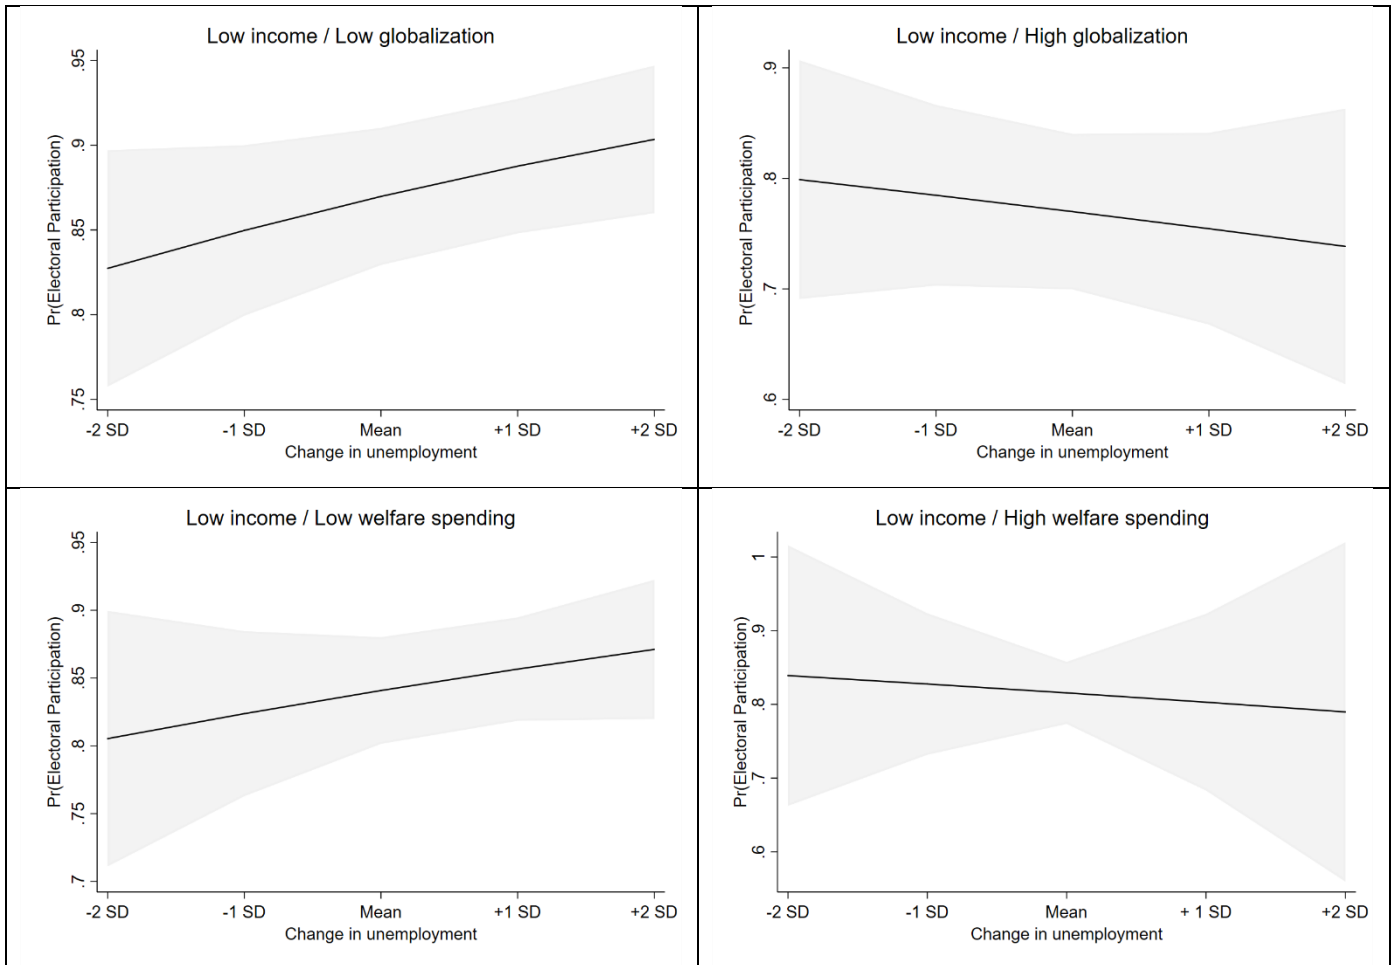 Low income / Low globalization
Pr(Electoral Participation)
.95
.9
.85
.8
.75
-2 SD -1 SD Mean +1 SD +2 SD
Change in unemployment
Low income / High globalization
Pr(Electoral Participation)
.9
.8
.7
.6
-2 SD -1 SD Mean +1 SD +2 SD
Change in unemployment
Low income / Low welfare spending
Pr(Electoral Participation)
.95
.9
.85
.8
.75
.7
-2 SD -1 SD Mean +1 SD +2 SD
Change in unemployment
Low income / High welfare spending
Pr(Electoral Participation)
1
.9
.8
.7
.6
-2 SD -1 SD Mean + 1 SD +2 SD
Change in unemployment